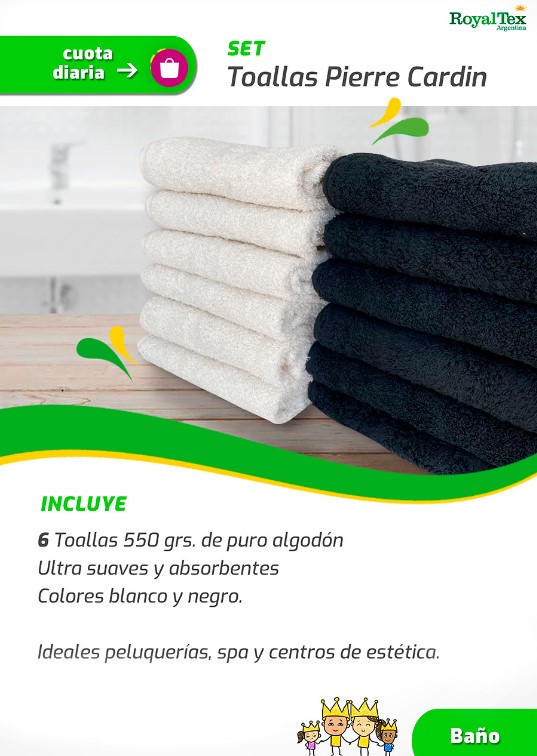 RoyalTex
Argentina
cuota
diaria →
SET
Toallas Pierre Cardin
INCLUYE
6 Toallas 550 grs. de puro algodón
Ultra suaves y absorbentes
Colores blanco y negro.
Ideales peluquerías, spa y centros de estética.
Baño